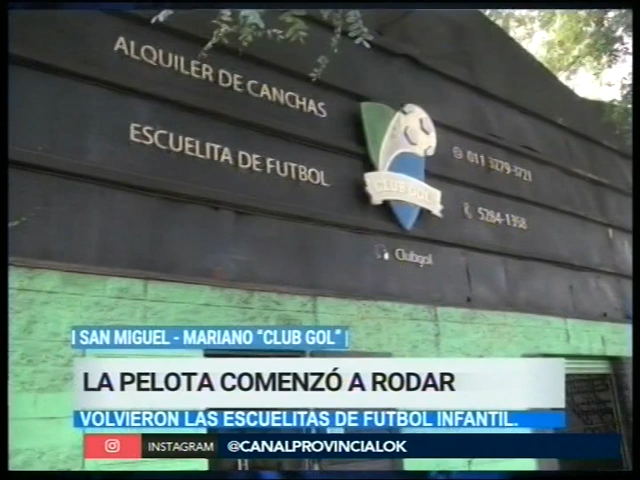 ALQUILER DE CANCHAS
ESCUELITA DE FUTBOL
CLUB GOL
011 3279-3721
5284-1358
Clubgol
| SAN MIGUEL - MARIANO “CLUB GOL” |
LA PELOTA COMENZÓ A RODAR
VOLVIERON LAS ESCUELITAS DE FUTBOL INFANTIL.
INSTAGRAM @CANALPROVINCIALOK